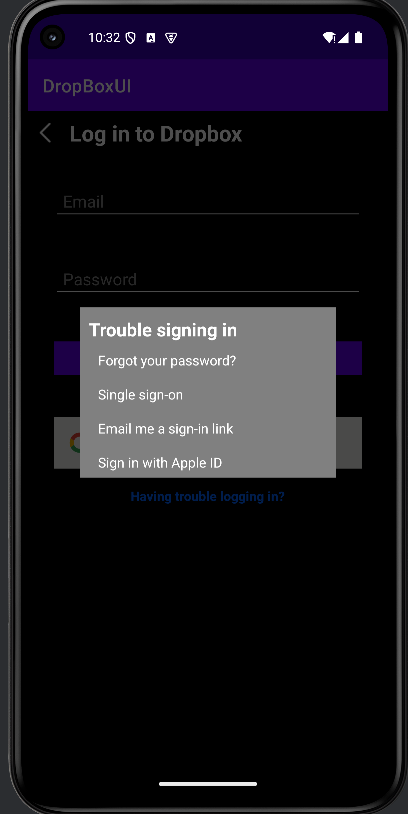 10:32
DropBoxUI
Log in to Dropbox
Email
Password
Trouble signing in
Forgot your password?
Single sign-on
Email me a sign-in link
Sign in with Apple ID
Having trouble logging in?